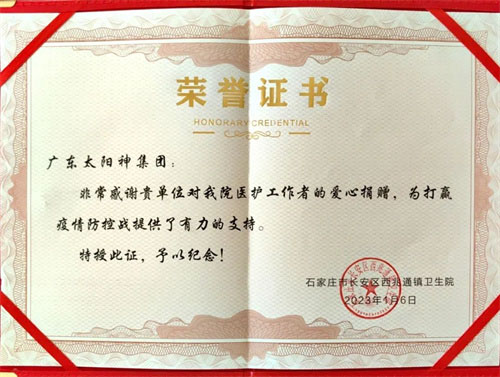 荣誉证书
HONORARY CREDENTIAL
广东太阳神集团：
非常感谢贵单位对我院医护工作者的爱心捐赠，为打赢
疫情防控战提供了有力的支持。
特授此证，予以纪念！
石家庄市长安区西兆通镇卫生院
2023年1月6日